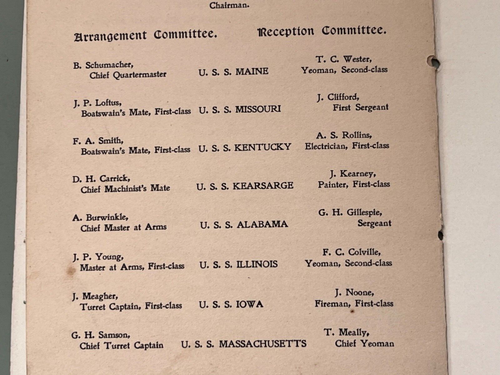 Chairman.
Arrangement Committee. Reception Committee.
B. Schumacher, T. C. Wester,
Chief Quartermaster U. S. S. MAINE Yeoman, Second-class
J. P. Loftus, J. Clifford,
Boatswain's Mate, First-class U. S. S. MISSOURI First Sergeant
F. A. Smith, A. S. Rollins,
Boatswain's Mate, First-class U. S. S. KENTUCKY Electrician, First-class
D. H. Carrick, J. Kearney,
Chief Machinist's Mate U. S. S. KEARSARGE Painter, First-class
A. Burwinkle, G. H. Gillespie,
Chief Master at Arms U. S. S. ALABAMA Sergeant
J. P. Young, F. C. Colville,
Master at Arms, First-class U. S. S. ILLINOIS Yeoman, Second-class
J. Meagher, J. Noone,
Turret Captain, First-class U. S. S. IOWA Fireman, First-class
G. H. Samson, T. Meally,
Chief Turret Captain U. S. S. MASSACHUSETTS Chief Yeoman